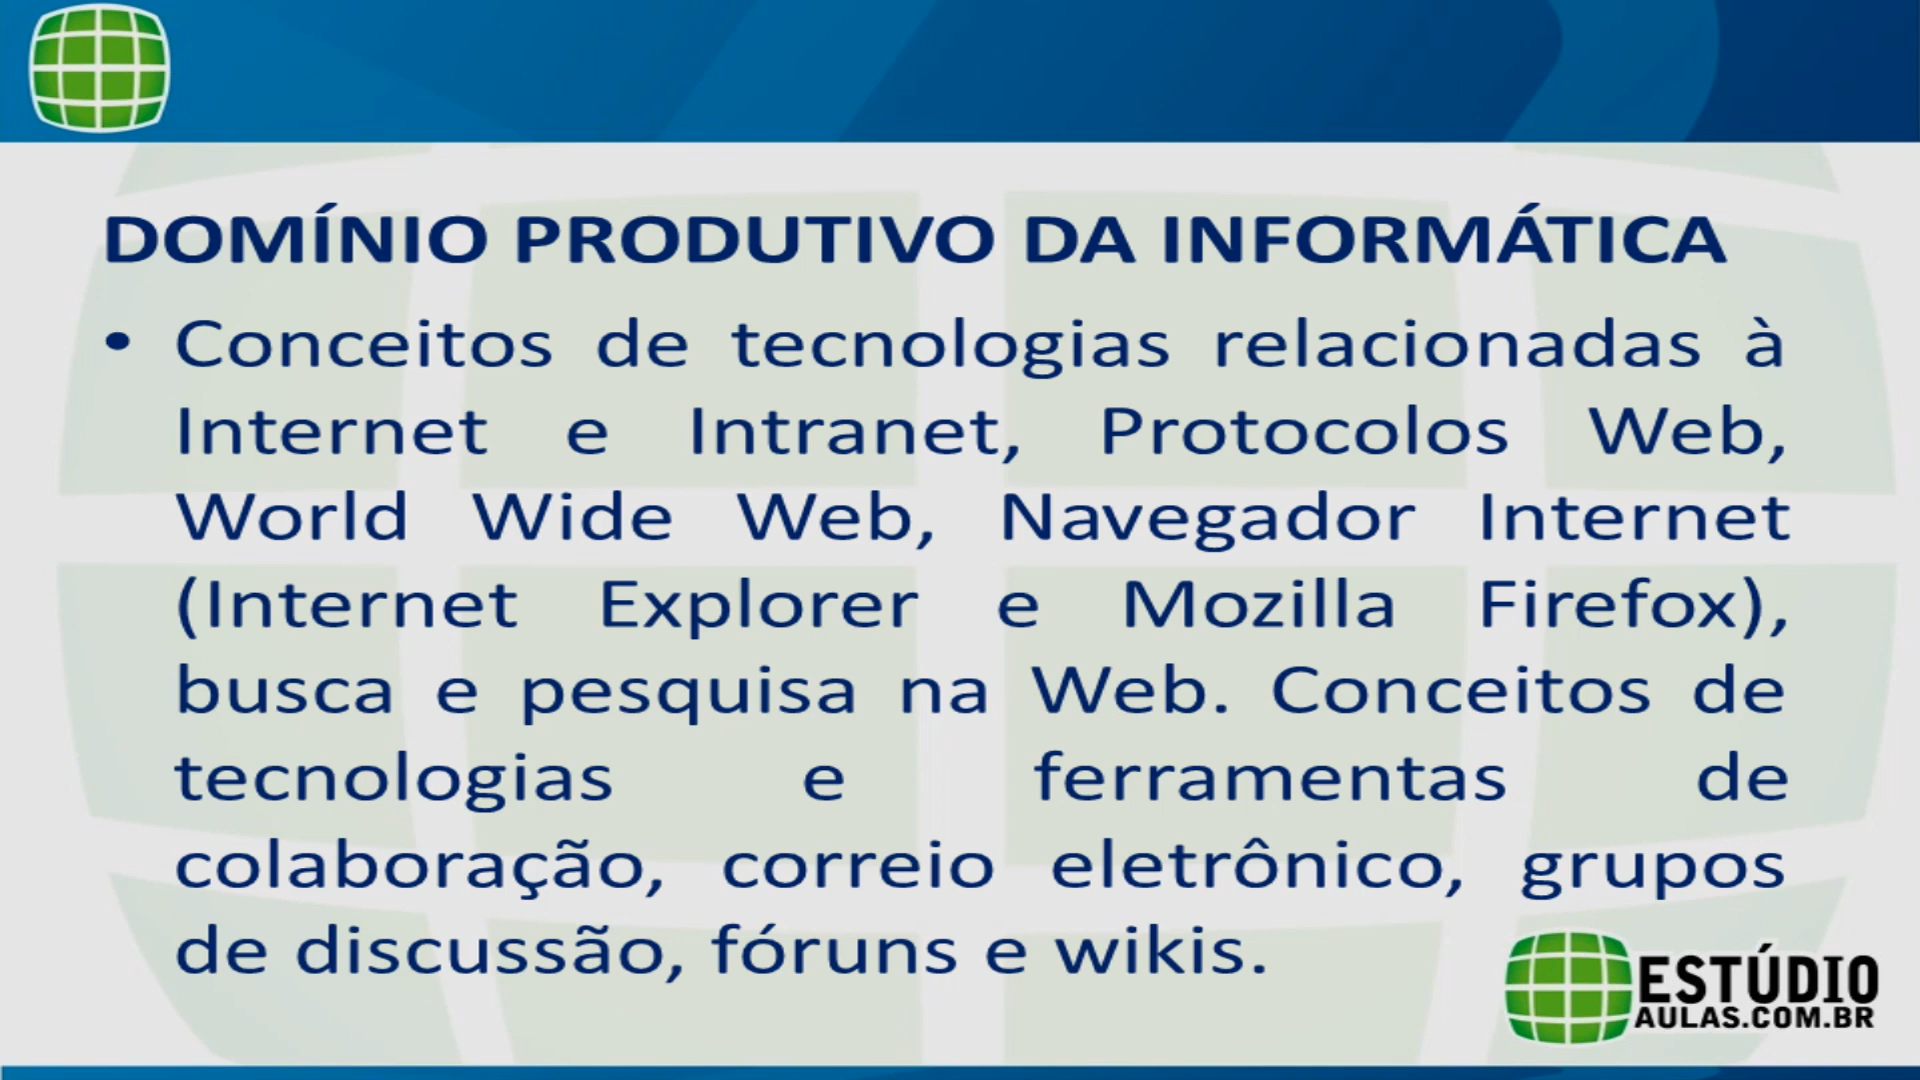 DOMÍNIO PRODUTIVO DA INFORMÁTICA
• Conceitos de tecnologias relacionadas à
Internet e Intranet, Protocolos Web,
World Wide Web, Navegador Internet
(Internet Explorer e Mozilla Firefox),
busca e pesquisa na Web. Conceitos de
tecnologias e ferramentas de
colaboração, correio eletrônico, grupos
de discussão, fóruns e wikis.
ESTÚDIO
AULAS.COM.BR